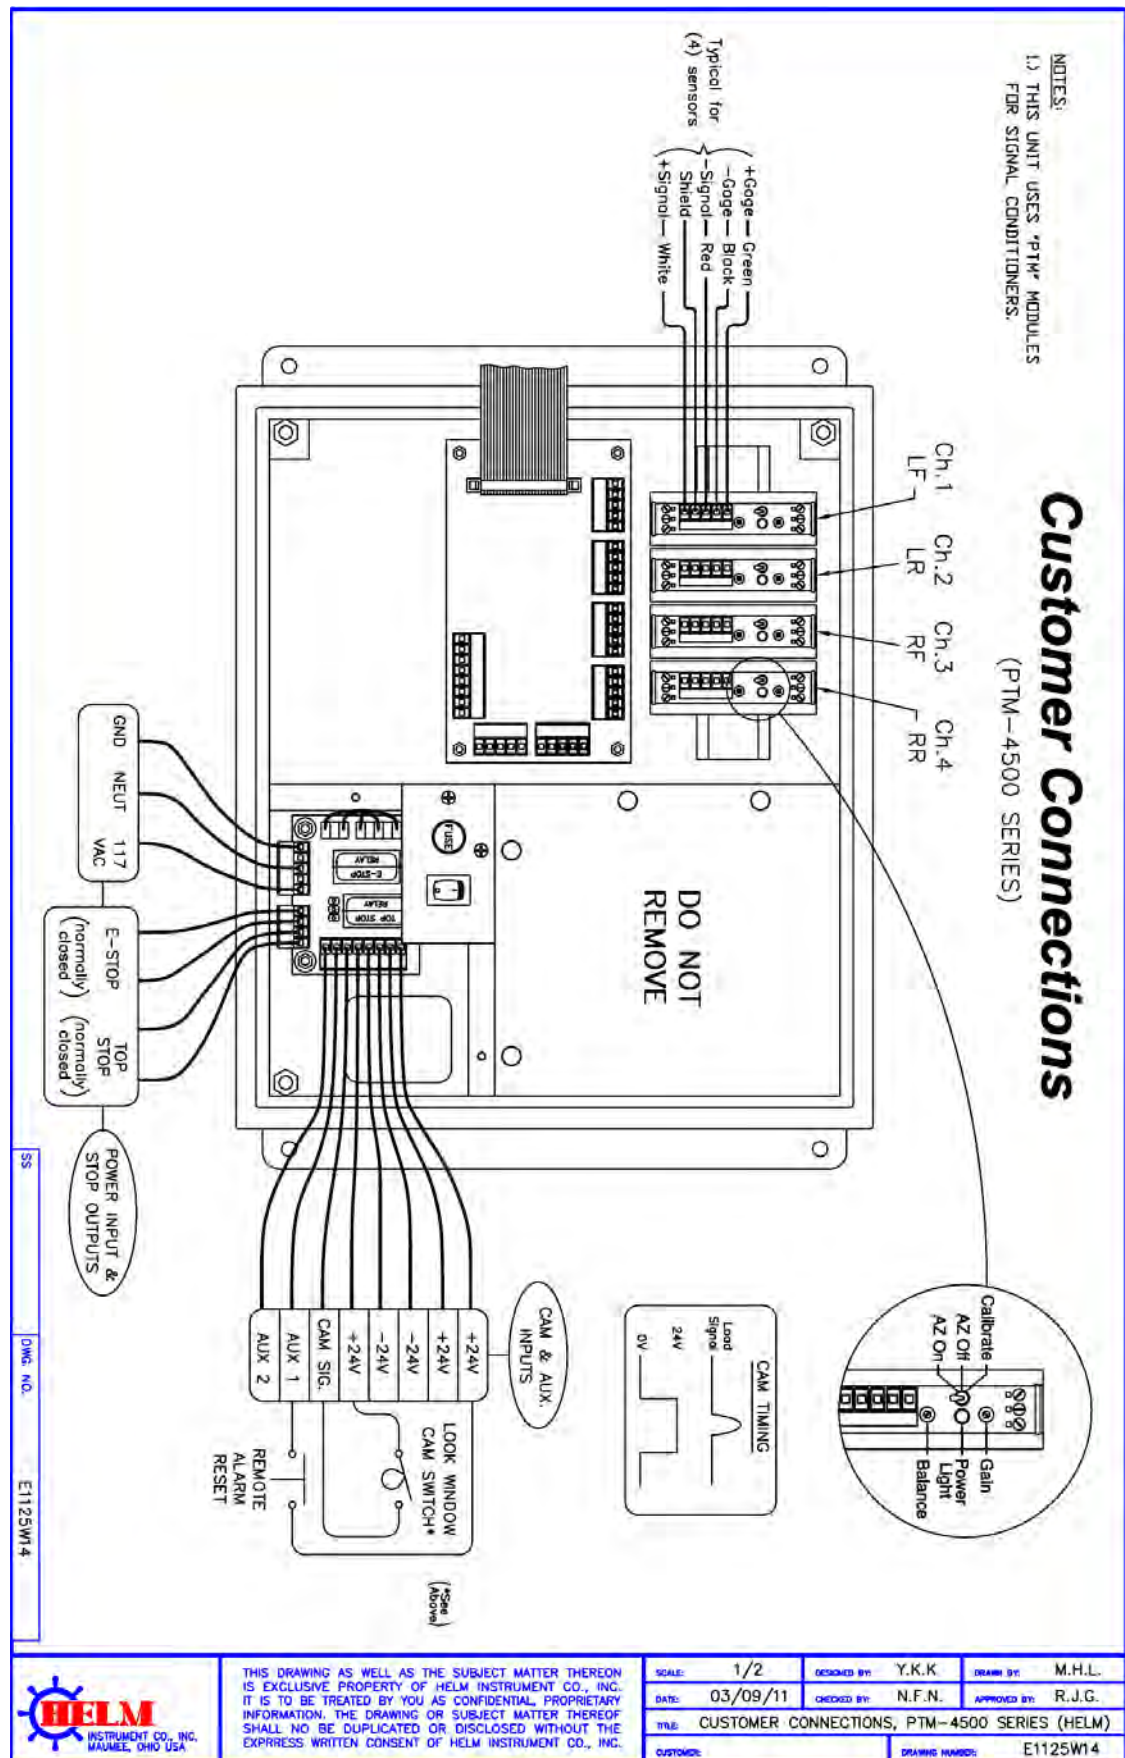 NOTES:
1.) THIS UNIT USES "PTM" MODULES
FOR SIGNAL CONDITIONERS.
Customer Connections
(PTM-4500 SERIES)
Typical for
(4) sensors
+Gage Green
-Gage Black
-Signal Red
Shield
+Signal White
Ch.1
LF
Ch.2
LR
Ch.3
RF
Ch.4
RR
Calibrate
AZ Off
AZ On
Gain
Power
Light
Balance
DO NOT
REMOVE
FUSE
E-STOP
RELAY
TOP STOP
RELAY
GND
NEUT
117
VAC
E-STOP
(normally
closed)
TOP
STOP
(normally
closed)
POWER INPUT &
STOP OUTPUTS
CAM TIMING
Load
Signal
24V
0V
CAM & AUX.
INPUTS
+24V
+24V
-24V
-24V
+24V
CAM SIG.
AUX 1
AUX 2
LOOK WINDOW
CAM SWITCH*
(*See
Above)
REMOTE
ALARM
RESET
SS
DWG. NO.
E1125W14
HELM
INSTRUMENT CO., INC.
MAUMEE, OHIO USA
THIS DRAWING AS WELL AS THE SUBJECT MATTER THEREON
IS EXCLUSIVE PROPERTY OF HELM INSTRUMENT CO., INC.
IT IS TO BE TREATED BY YOU AS CONFIDENTIAL, PROPRIETARY
INFORMATION. THE DRAWING OR SUBJECT MATTER THEREOF
SHALL NO BE DUPLICATED OR DISCLOSED WITHOUT THE
EXPRRESS WRITTEN CONSENT OF HELM INSTRUMENT CO., INC.
SCALE: 1/2 DESIGNED BY: Y.K.K. DRAWN BY: M.H.L.
DATE: 03/09/11 CHECKED BY: N.F.N. APPROVED BY: R.J.G.
TITLE: CUSTOMER CONNECTIONS, PTM-4500 SERIES (HELM)
CUSTOMER: DRAWING NUMBER: E1125W14